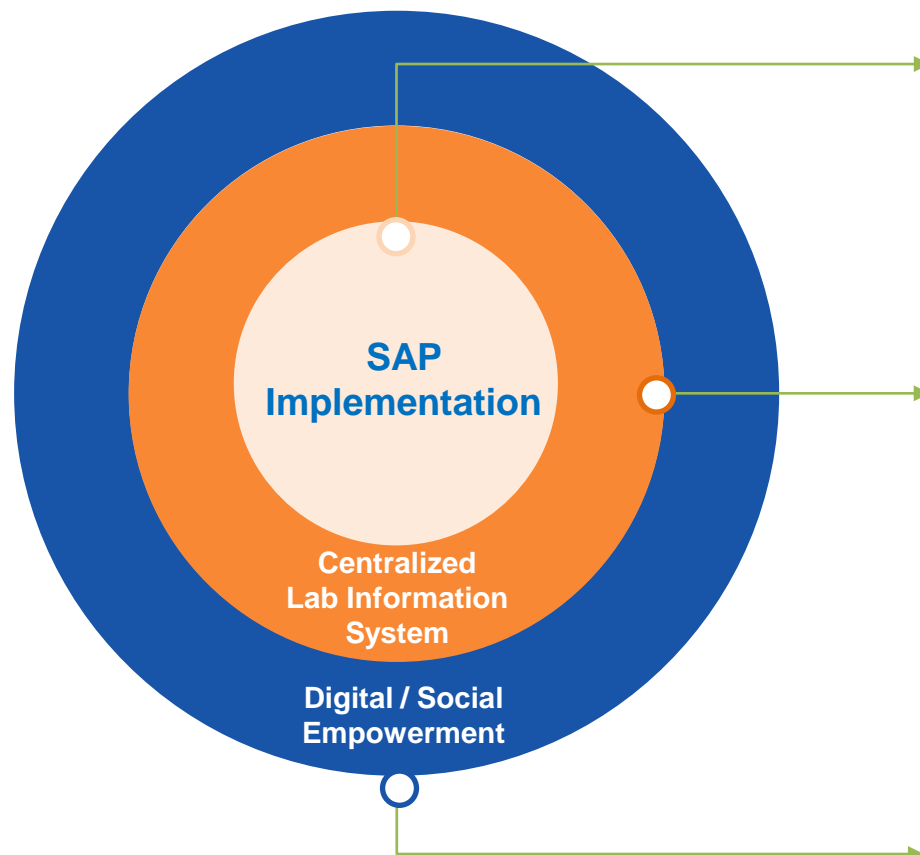 SAP
Implementation
Centralized
Lab Information
System
Digital / Social
Empowerment